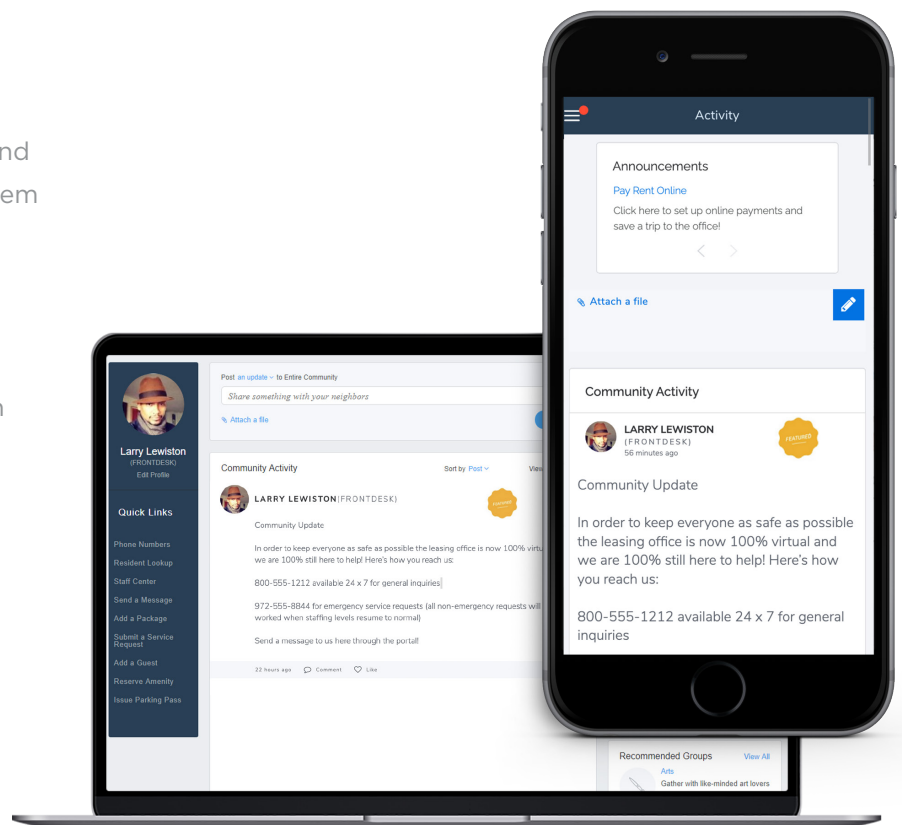 nd
em
Larry Lewiston
(FRONTDESK)
Edit Profile
Quick Links
Phone Numbers
Resident Lookup
Staff Center
Send a Message
Add a Package
Submit a Service
Request
Add a Guest
Reserve Amenity
Issue Parking Pass
Post an update to Entire Community
Share something with your neighbors
Attach a file
Community Activity
Sort by Post
View
LARRY LEWISTON(FRONTDESK)
FEATURED
Community Update
In order to keep everyone as safe as possible the leasing office is now 100% virtu
we are 100% still here to help! Here's how you reach us:
800-555-1212 available 24 x 7 for general inquiries
972-555-8844 for emergency service requests (all non-emergency requests will
worked when staffing levels resume to normal)
Send a message to us here through the portal!
22 hours ago Comment Like
Recommended Groups View All
Arts
Gather with like-minded art lovers
Activity
Announcements
Pay Rent Online
Click here to set up online payments and
save a trip to the office!
Attach a file
Community Activity
LARRY LEWISTON
(FRONTDESK)
56 minutes ago
FEATURED
Community Update
In order to keep everyone as safe as possible
the leasing office is now 100% virtual and
we are 100% still here to help! Here's how
you reach us:
800-555-1212 available 24 x 7 for general
inquiries